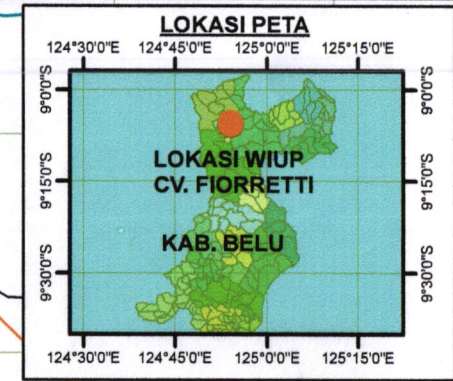 LOKASI PETA
124°30'0"E 124°45'0"E 125°0'0"E 125°15'0"E
9°0'0"S 9°0'0"S
LOKASI WIUP
CV. FIORRETTI
9°15'0"S 9°15'0"S
KAB. BELU
9°30'0"S 9°30'0"S
124°30'0"E 124°45'0"E 125°0'0"E 125°15'0"E